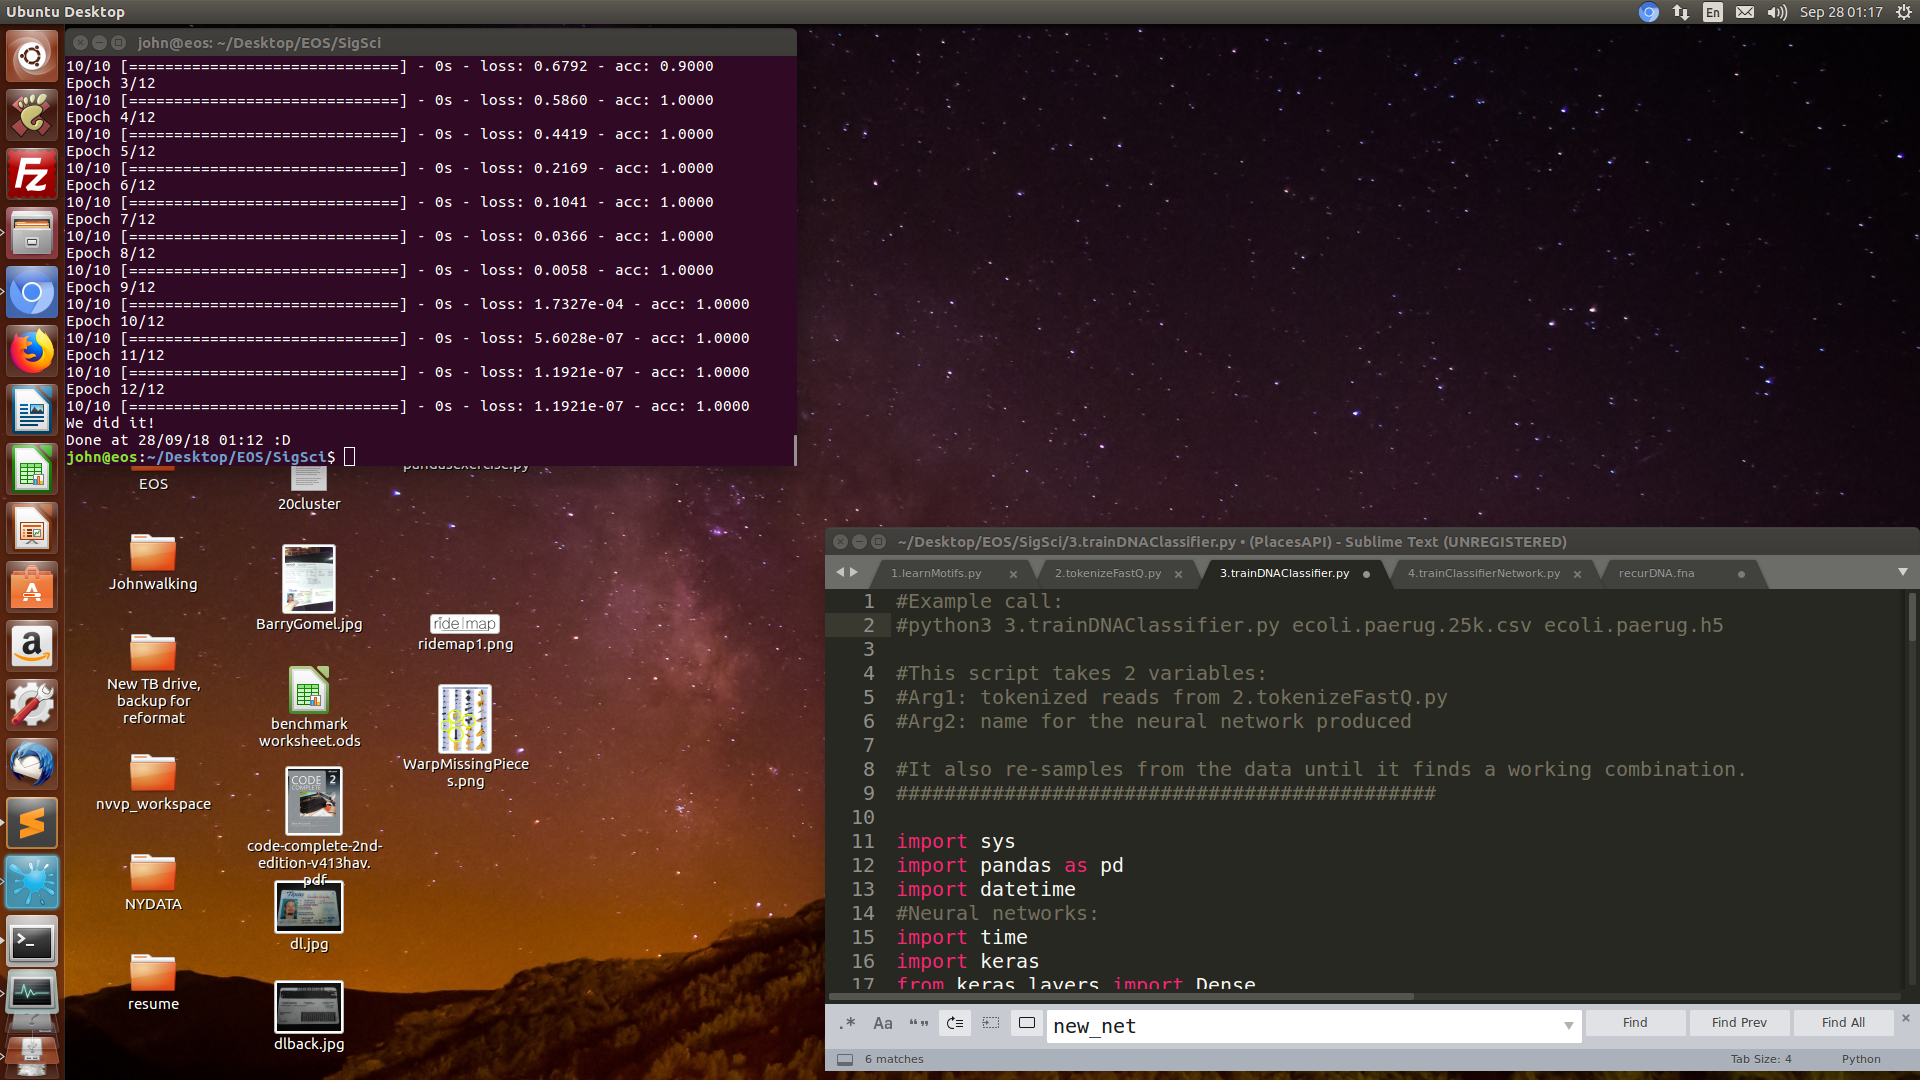 Ubuntu Desktop
En
Sep 28 01:17
john@eos: ~/Desktop/EOS/SigSci
10/10 [==============================] - 0s - loss: 0.6792 - acc: 0.9000
Epoch 3/12
10/10 [==============================] - 0s - loss: 0.5860 - acc: 1.0000
Epoch 4/12
10/10 [==============================] - 0s - loss: 0.4419 - acc: 1.0000
Epoch 5/12
10/10 [==============================] - 0s - loss: 0.2169 - acc: 1.0000
Epoch 6/12
10/10 [==============================] - 0s - loss: 0.1041 - acc: 1.0000
Epoch 7/12
10/10 [==============================] - 0s - loss: 0.0366 - acc: 1.0000
Epoch 8/12
10/10 [==============================] - 0s - loss: 0.0058 - acc: 1.0000
Epoch 9/12
10/10 [==============================] - 0s - loss: 1.7327e-04 - acc: 1.0000
Epoch 10/12
10/10 [==============================] - 0s - loss: 5.6028e-07 - acc: 1.0000
Epoch 11/12
10/10 [==============================] - 0s - loss: 1.1921e-07 - acc: 1.0000
Epoch 12/12
10/10 [==============================] - 0s - loss: 1.1921e-07 - acc: 1.0000
We did it!
Done at 28/09/18 01:12 :D
john@eos:~/Desktop/EOS/SigSci$
pandasexercise.py
EOS
20cluster
Johnwalking
BarryGomel.jpg
ride|map
ridemap1.png
New TB drive,
backup for
reformat
benchmark
worksheet.ods
WarpMissingPiece
s.png
nvvp_workspace
CODE
COMPLETE
2
code-complete-2nd-
edition-v413hav.
pdf
NYDATA
dl.jpg
resume
dlback.jpg
~/Desktop/EOS/SigSci/3.trainDNAClassifier.py • (PlacesAPI) - Sublime Text (UNREGISTERED)
1.learnMotifs.py
2.tokenizeFastQ.py
3.trainDNAClassifier.py
4.trainClassifierNetwork.py
recurDNA.fna
1 #Example call:
2 #python3 3.trainDNAClassifier.py ecoli.paerug.25k.csv ecoli.paerug.h5
3
4 #This script takes 2 variables:
5 #Arg1: tokenized reads from 2.tokenizeFastQ.py
6 #Arg2: name for the neural network produced
7
8 #It also re-samples from the data until it finds a working combination.
9 #############################################
10
11 import sys
12 import pandas as pd
13 import datetime
14 #Neural networks:
15 import time
16 import keras
17 from keras.layers import Dense
.* Aa “”
new_net
Find
Find Prev
Find All
6 matches
Tab Size: 4
Python